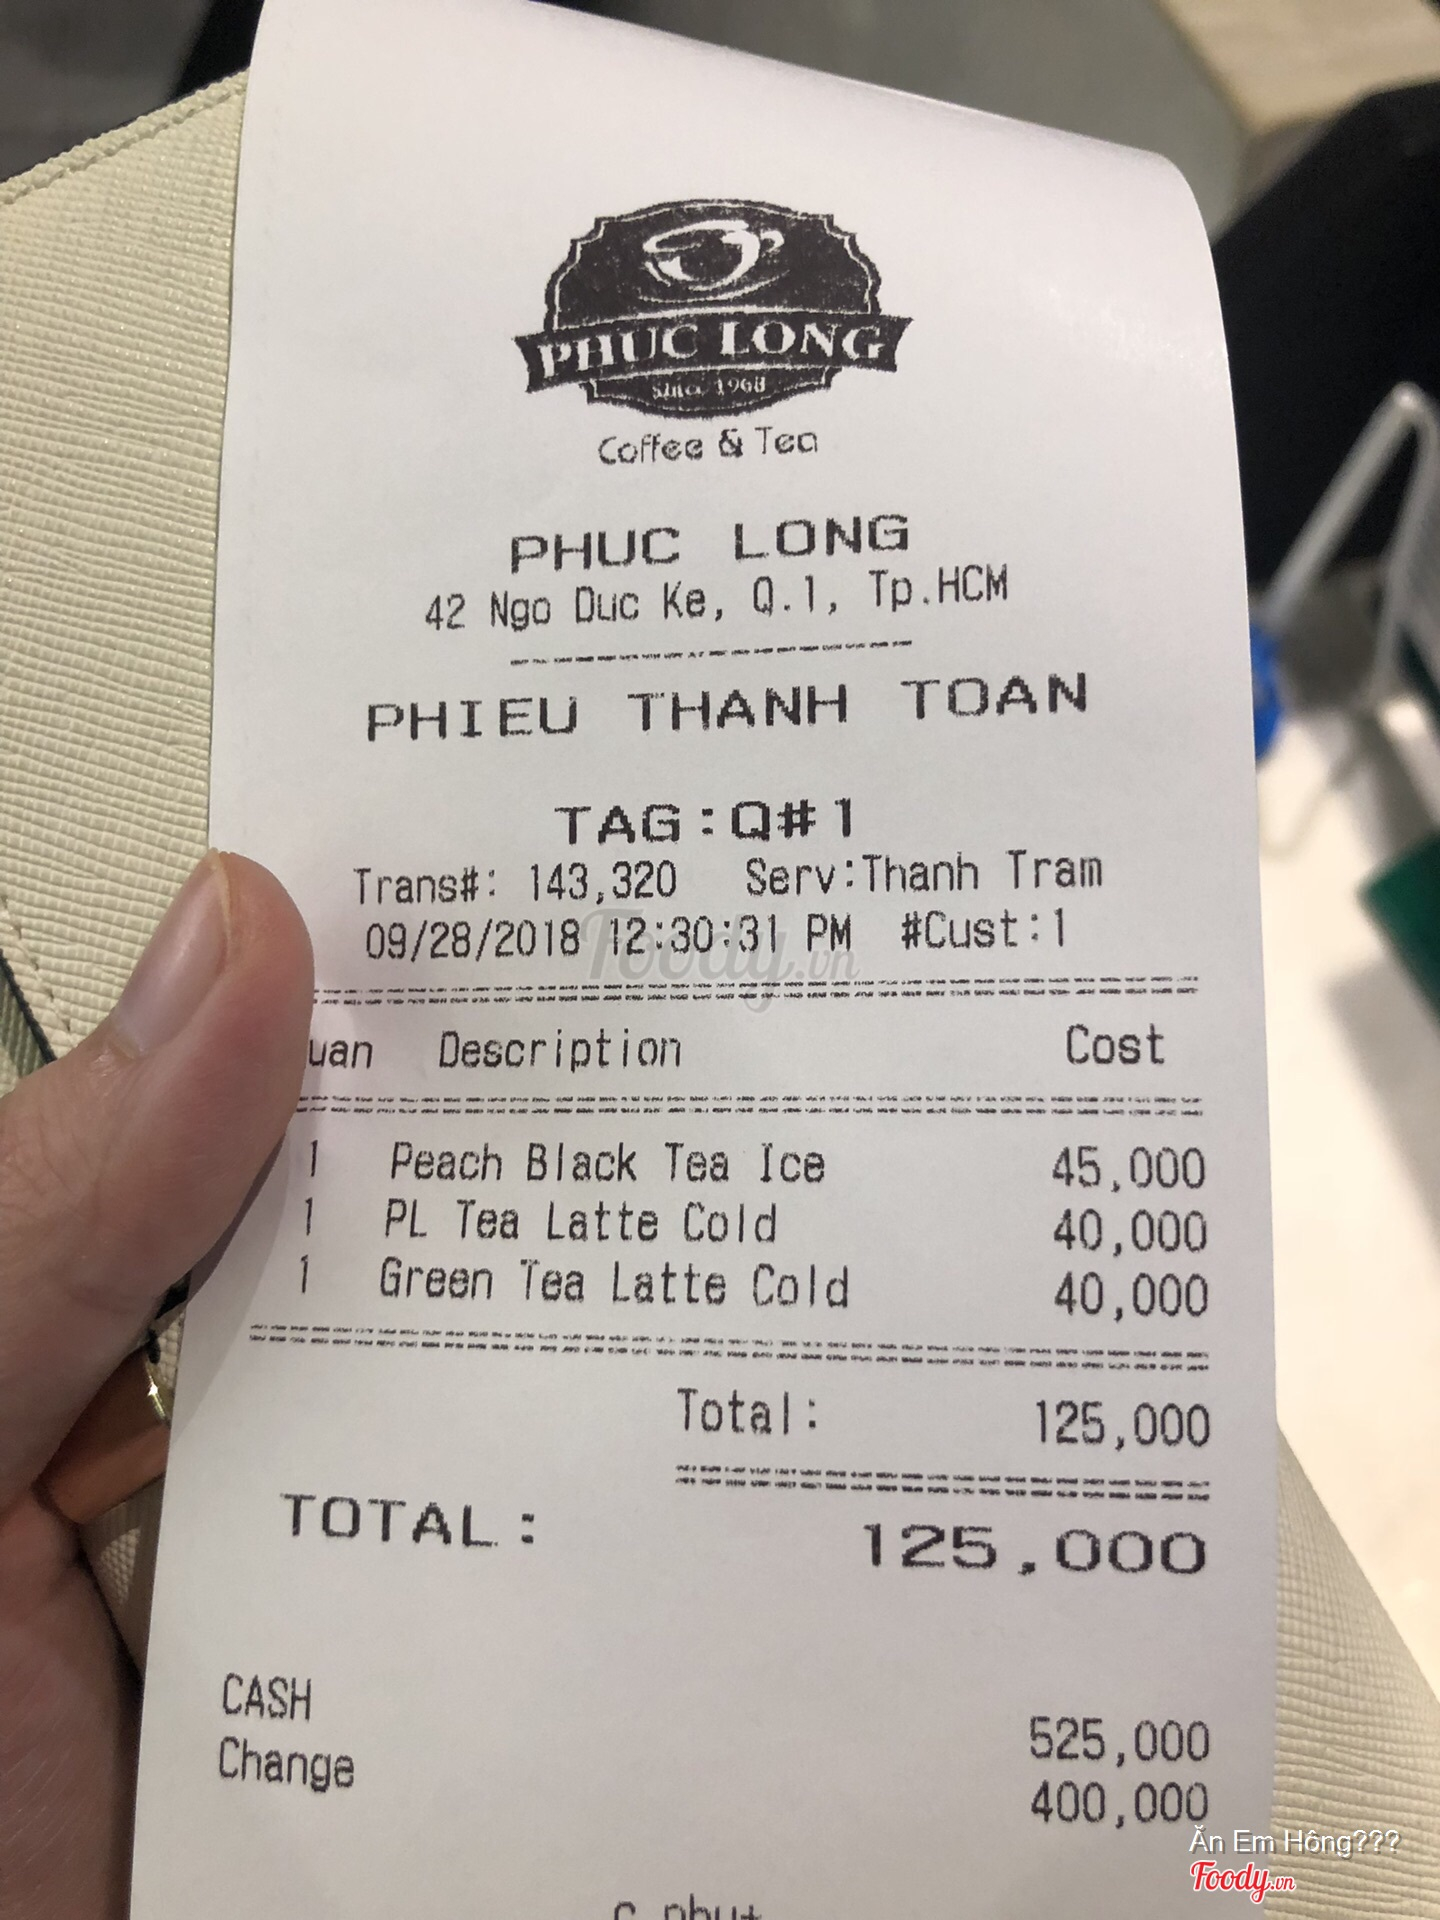 PHUC LONG
Since 1968
Coffee & Tea
PHUC LONG
42 Ngo Duc Ke, Q.1, Tp.HCM
PHIEU THANH TOAN
TAG:Q#1
Trans#: 143,320 Serv:Thanh Tram
09/28/2018 12:30:31 PM #Cust:1
Foody.vn
uan Description Cost
1 Peach Black Tea Ice 45,000
1 PL Tea Latte Cold 40,000
1 Green Tea Latte Cold 40,000
Total: 125,000
TOTAL: 125,000
CASH 525,000
Change 400,000
Ăn Em Hông???
Foody.vn